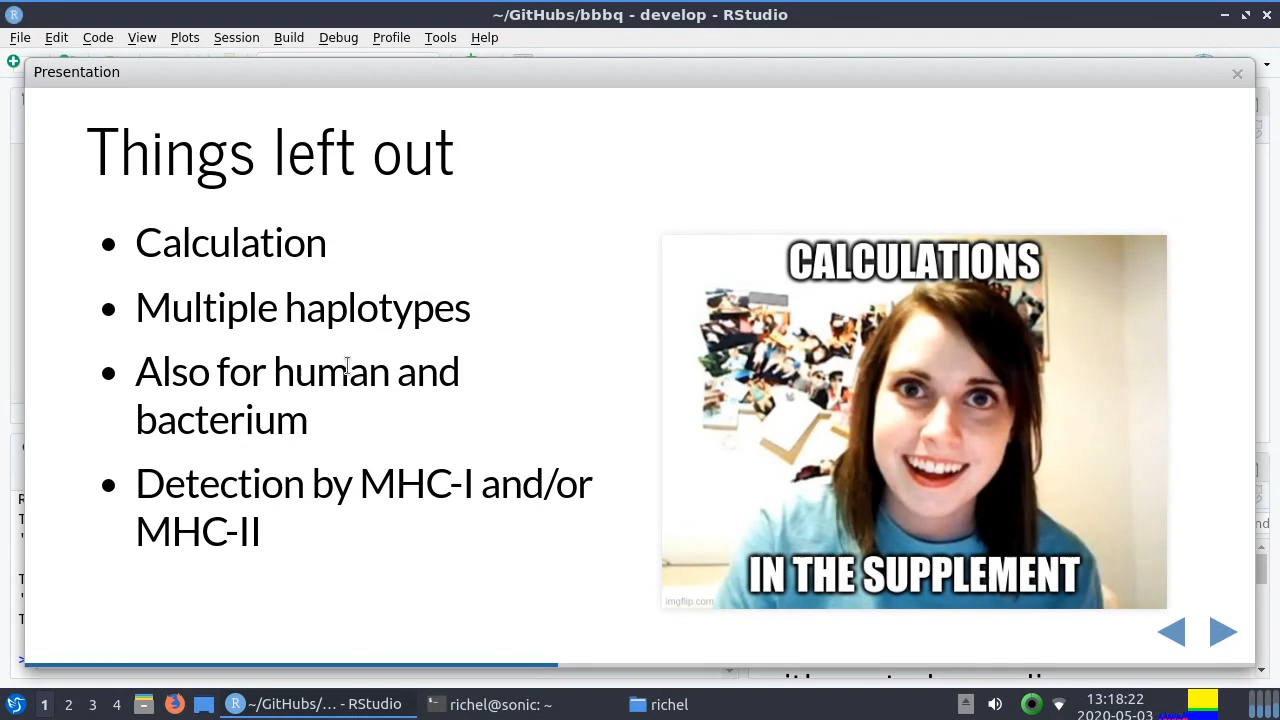 ~/GitHubs/bbbq - develop - RStudio
File Edit Code View Plots Session Build Debug Profile Tools Help
Presentation
Things left out
Calculation
Multiple haplotypes
Also for human and
bacterium
Detection by MHC-I and/or
MHC-II
CALCULATIONS
IN THE SUPPLEMENT
imgflip.com
1 2 3 4 ~/GitHubs/... - RStudio richel@sonic: ~ richel 13:18:22
2020-05-03